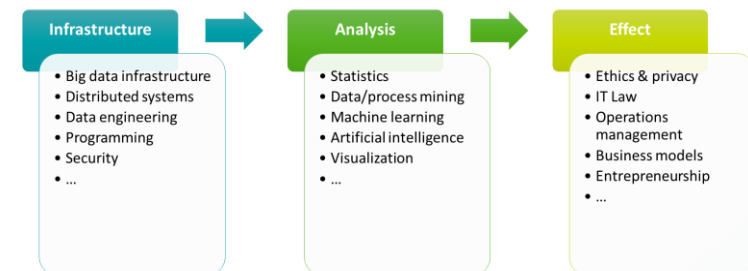 Infrastructure
• Big data infrastructure
• Distributed systems
• Data engineering
• Programming
• Security
• ...
Analysis
• Statistics
• Data/process mining
• Machine learning
• Artificial intelligence
• Visualization
• ...
Effect
• Ethics & privacy
• IT Law
• Operations
management
• Business models
• Entrepreneurship
• ...